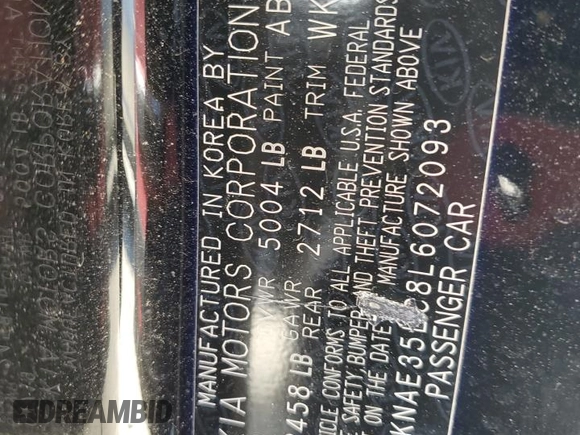 MANUFACTURED IN KOREA BY
KIA MOTORS CORPORATION
GVWR 5004 LB PAINT AB
2458 LB GAWR REAR 2712 LB TRIM WK
VEHICLE CONFORMS TO ALL APPLICABLE U.S.A. FEDERAL
SAFETY BUMPER AND THEFT PREVENTION STANDARDS
ON THE DATE MANUFACTURE SHOWN ABOVE
KNAE35 C8L6072093
PASSENGER CAR
KIA
DREAMBID